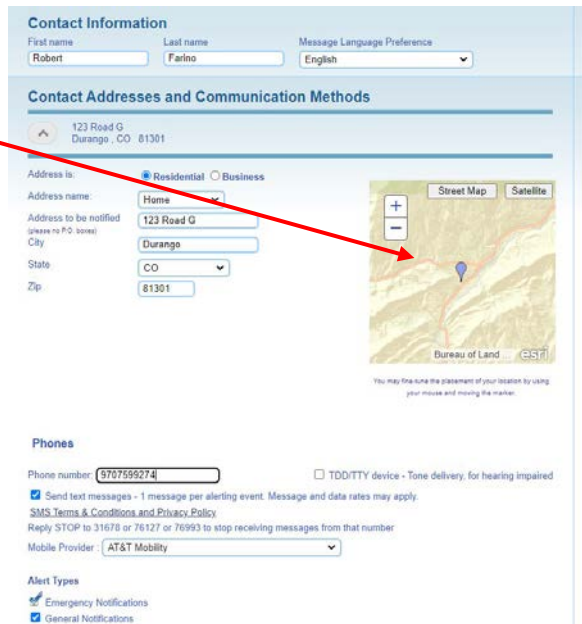 Contact Information
First name Last name Message Language Preference
Robert Farino English
Contact Addresses and Communication Methods
123 Road G
Durango , CO 81301
Address is: Residential Business
Address name: Home
Street Map Satellite
+
Address to be notified 123 Road G
(please no P.O. boxes)
−
City Durango
State CO
Zip 81301
Bureau of Land ... esri
You may fine-tune the placement of your location by using
your mouse and moving the marker.
Phones
Phone number: 9707599274 TDD/TTY device - Tone delivery, for hearing impaired
Send text messages - 1 message per alerting event. Message and data rates may apply.
SMS Terms & Conditions and Privacy Policy
Reply STOP to 31678 or 76127 or 76993 to stop receiving messages from that number
Mobile Provider : AT&T Mobility
Alert Types
Emergency Notifications
General Notifications